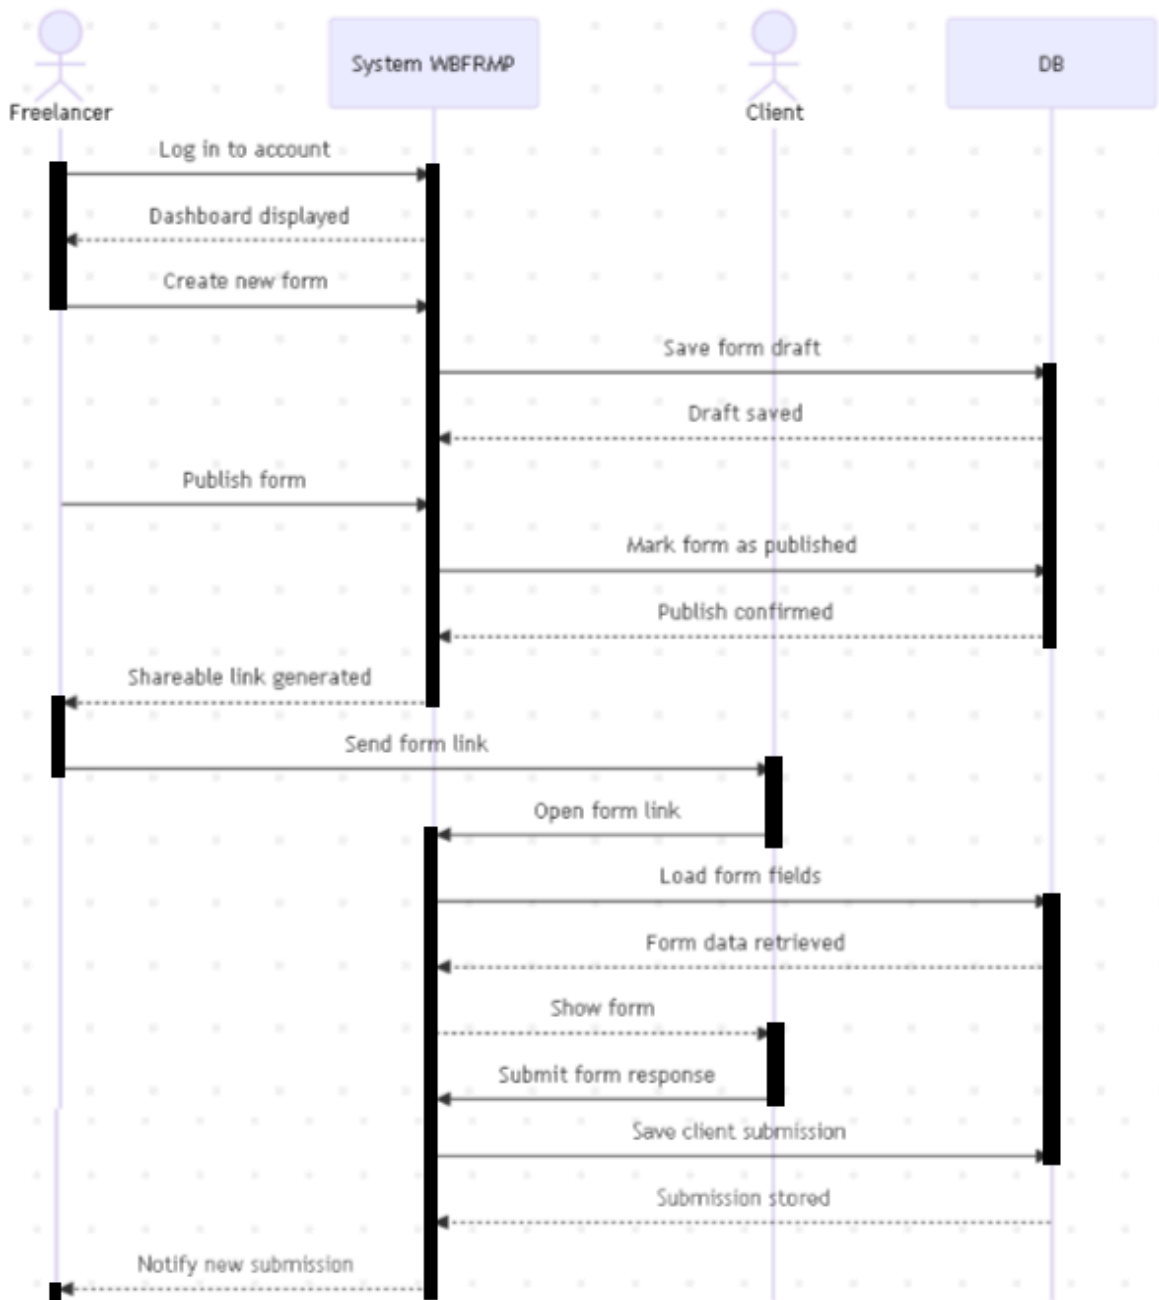 System WBFRMP
DB
Freelancer
Client
Log in to account
Dashboard displayed
Create new form
Save form draft
Draft saved
Publish form
Mark form as published
Publish confirmed
Shareable link generated
Send form link
Open form link
Load form fields
Form data retrieved
Show form
Submit form response
Save client submission
Submission stored
Notify new submission